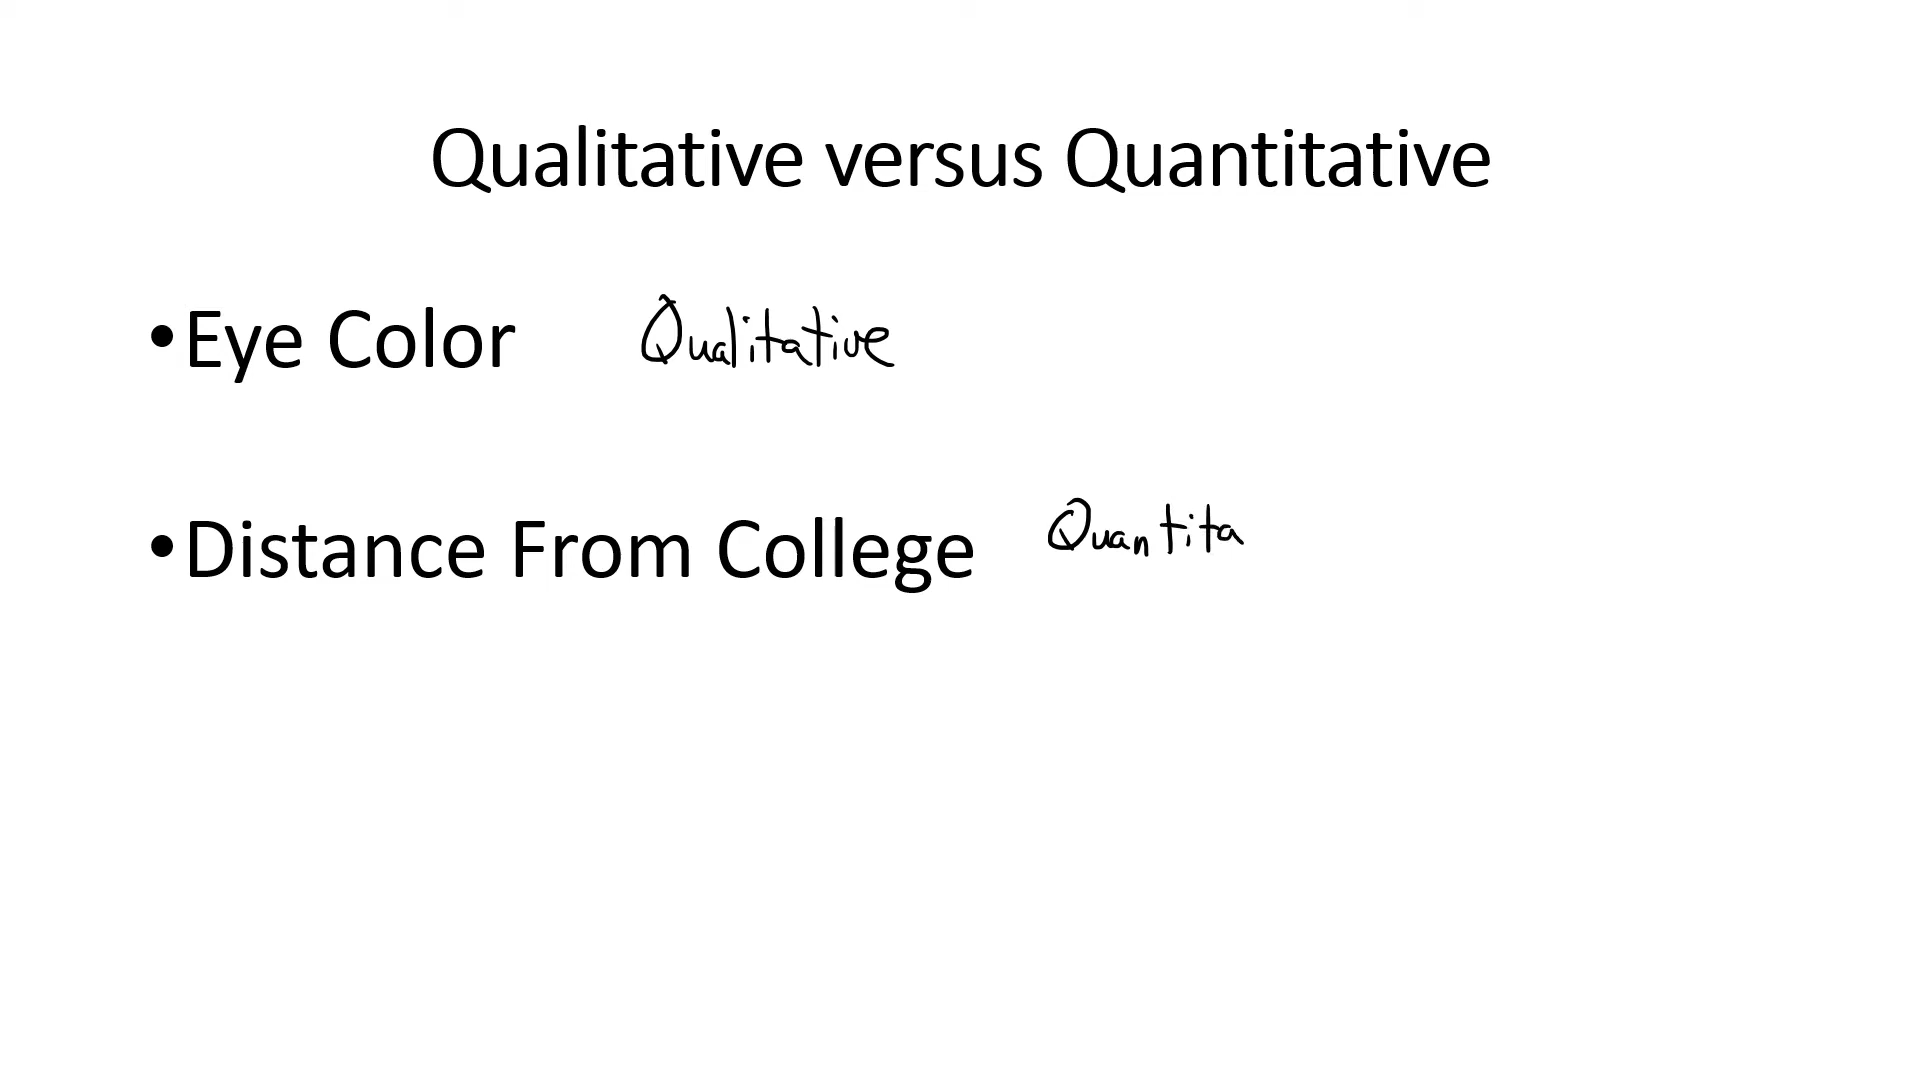 Qualitative versus Quantitative
•Eye Color Qualitative
•Distance From College Quantita